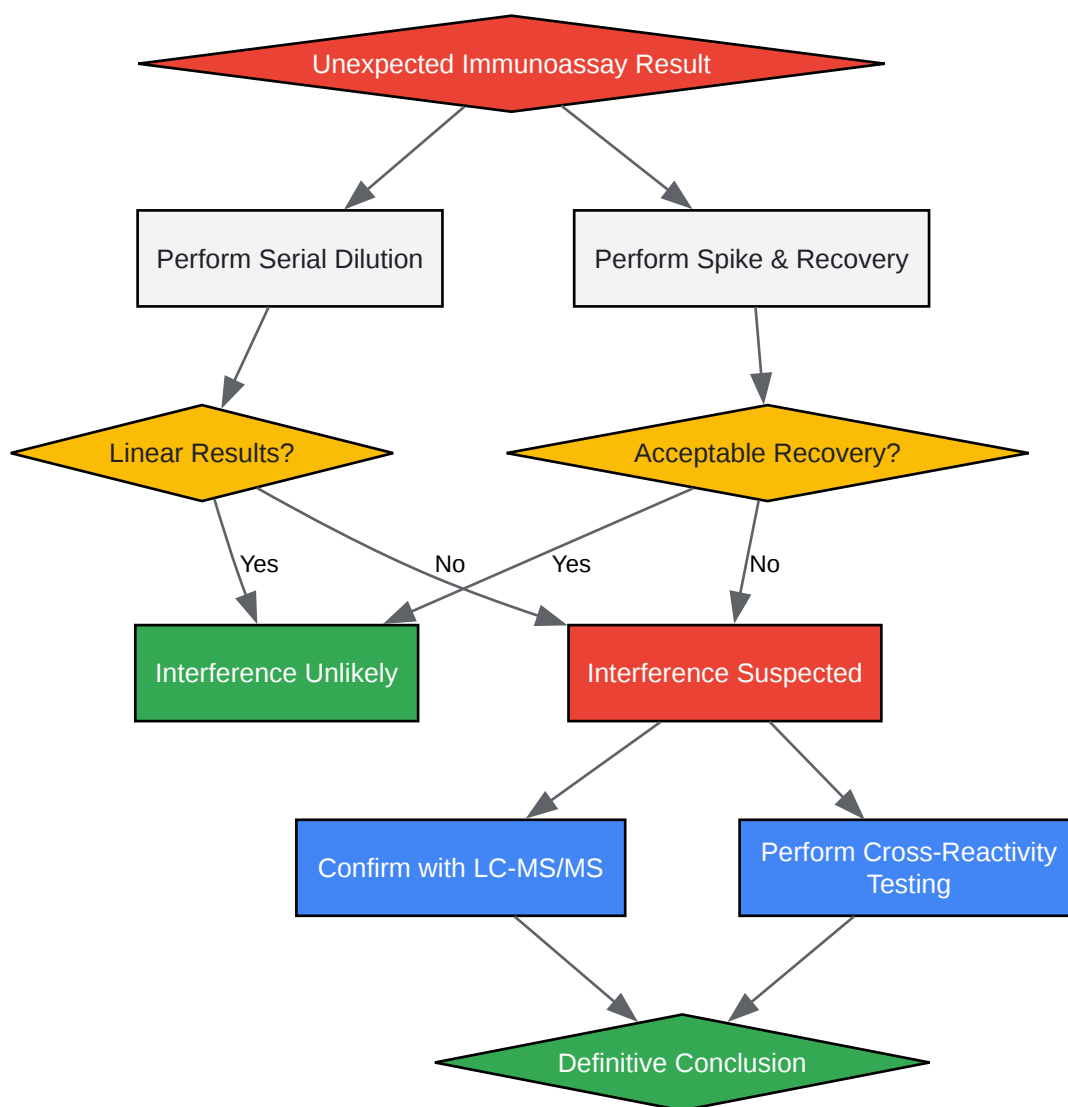 Unexpected Immunoassay Result
Perform Serial Dilution
Perform Spike & Recovery
Linear Results?
Acceptable Recovery?
Yes
No
Yes
No
Interference Unlikely
Interference Suspected
Confirm with LC-MS/MS
Perform Cross-Reactivity
Testing
Definitive Conclusion